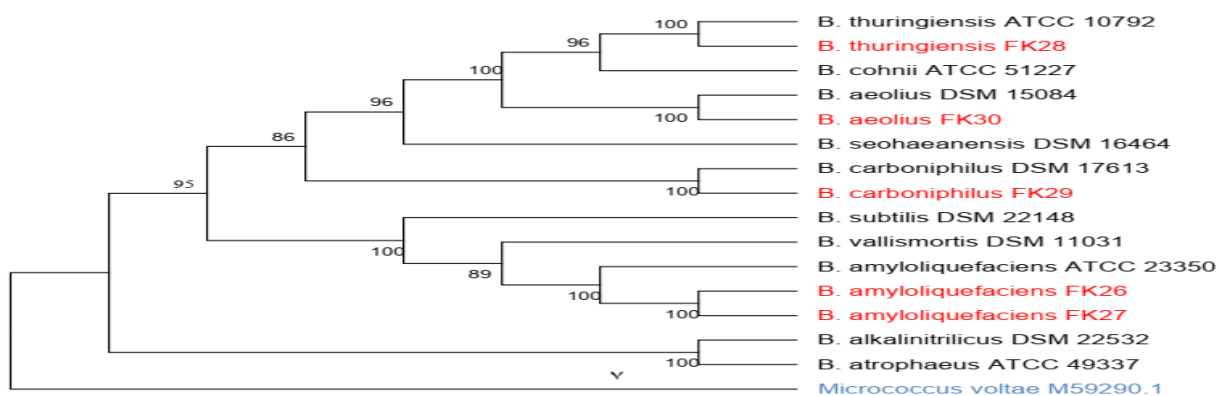 100
B. thuringiensis ATCC 10792
96
B. thuringiensis FK28
100
B. cohnii ATCC 51227
96
B. aeolius DSM 15084
100
B. aeolius FK30
86
B. seohaeanensis DSM 16464
B. carboniphilus DSM 17613
95
100
B. carboniphilus FK29
B. subtilis DSM 22148
100
B. vallismortis DSM 11031
89
B. amyloliquefaciens ATCC 23350
100
B. amyloliquefaciens FK26
100
B. amyloliquefaciens FK27
B. alkalinitrilicus DSM 22532
100
B. atrophaeus ATCC 49337
٧
Micrococcus voltae M59290.1